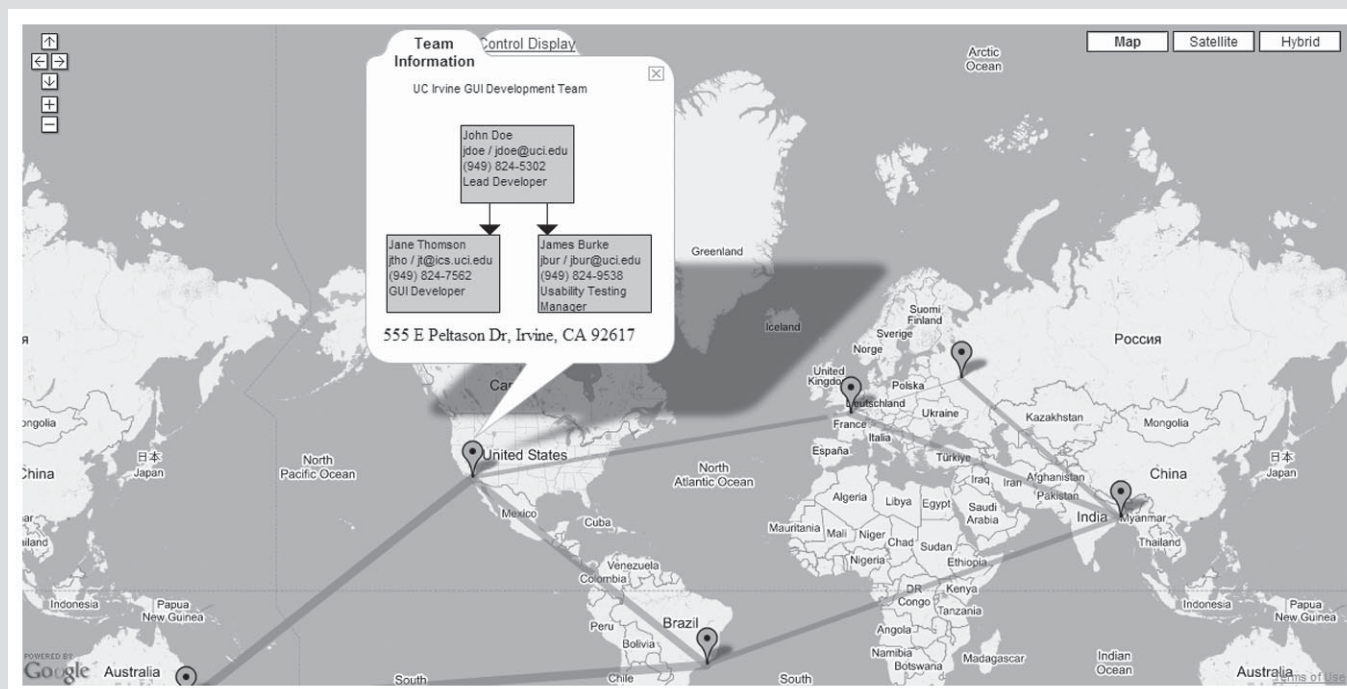 Team
Information
Control Display
UC Irvine GUI Development Team
John Doe
jdoe / jdoe@uci.edu
(949) 824-5302
Lead Developer
Jane Thomson
jtho / jt@ics.uci.edu
(949) 824-7562
GUI Developer
James Burke
jbur / jbur@uci.edu
(949) 824-9538
Usability Testing
Manager
555 E Peltason Dr, Irvine, CA 92617
Map
Satellite
Hybrid
Arctic
Ocean
Greenland
Iceland
Suomi
Finland
Sverige
Norge
Россия
United
Kingdo
Polska
Deutschland
Ukraine
France
Kazakhstan
Mongolia
Italia
España
Türkiye
China
日本
Japan
North
Pacific Ocean
United States
North
Atlantic Ocean
Iraq
Iran
Afghanistan
Pakistan
China
日本
Japan
Mexico
Cuba
Algeria
Libya
Egypt
Saudi
Arabia
India
Myanmar
Thailand
Mauritania
Mali
Niger
Chad
Sudan
Nigeria
Ethiopia
Venezuela
Colombia
DR
Congo
Kenya
Tanzania
Indonesia
Papua
New Guinea
Peru
Brazil
Bolivia
Angola
Namibia
Botswana
Madagascar
Indonesia
Papua
New Guinea
POWERED BY
Google
Australia
South
Chile
South
Indian
Ocean
Australia
Terms of Use